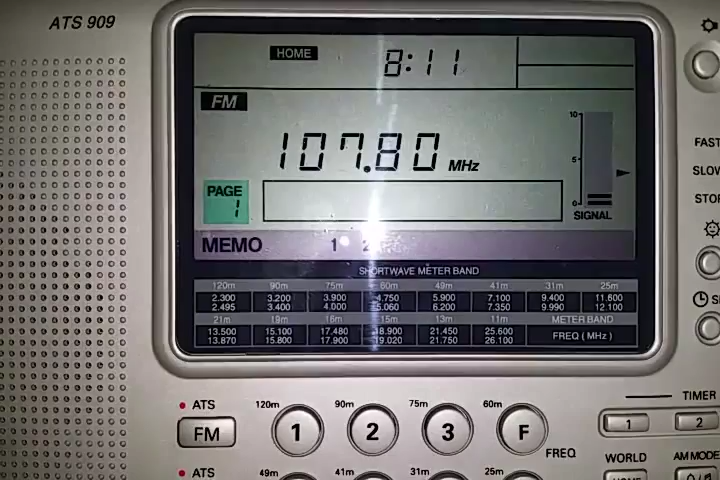 ATS 909
HOME 8:11
FM
107.80 MHz
10
5
0
SIGNAL
PAGE
1
MEMO 1 2
SHORTWAVE METER BAND
120m 90m 75m 60m 49m 41m 31m 25m
2.300 3.200 3.900 4.750 5.900 7.100 9.400 11.600
2.495 3.400 4.000 5.060 6.200 7.350 9.990 12.100
21m 19m 16m 15m 13m 11m METER BAND
13.500 15.100 17.480 18.900 21.450 25.600 FREQ ( MHz )
13.870 15.800 17.900 19.020 21.750 26.100
FAST
SLOW
STOP
S
ATS 120m 90m 75m 60m TIMER
FM 1 2 3 F 1 2
FREQ
WORLD AM MODE
ATS 49m 41m 31m 25m
HOME